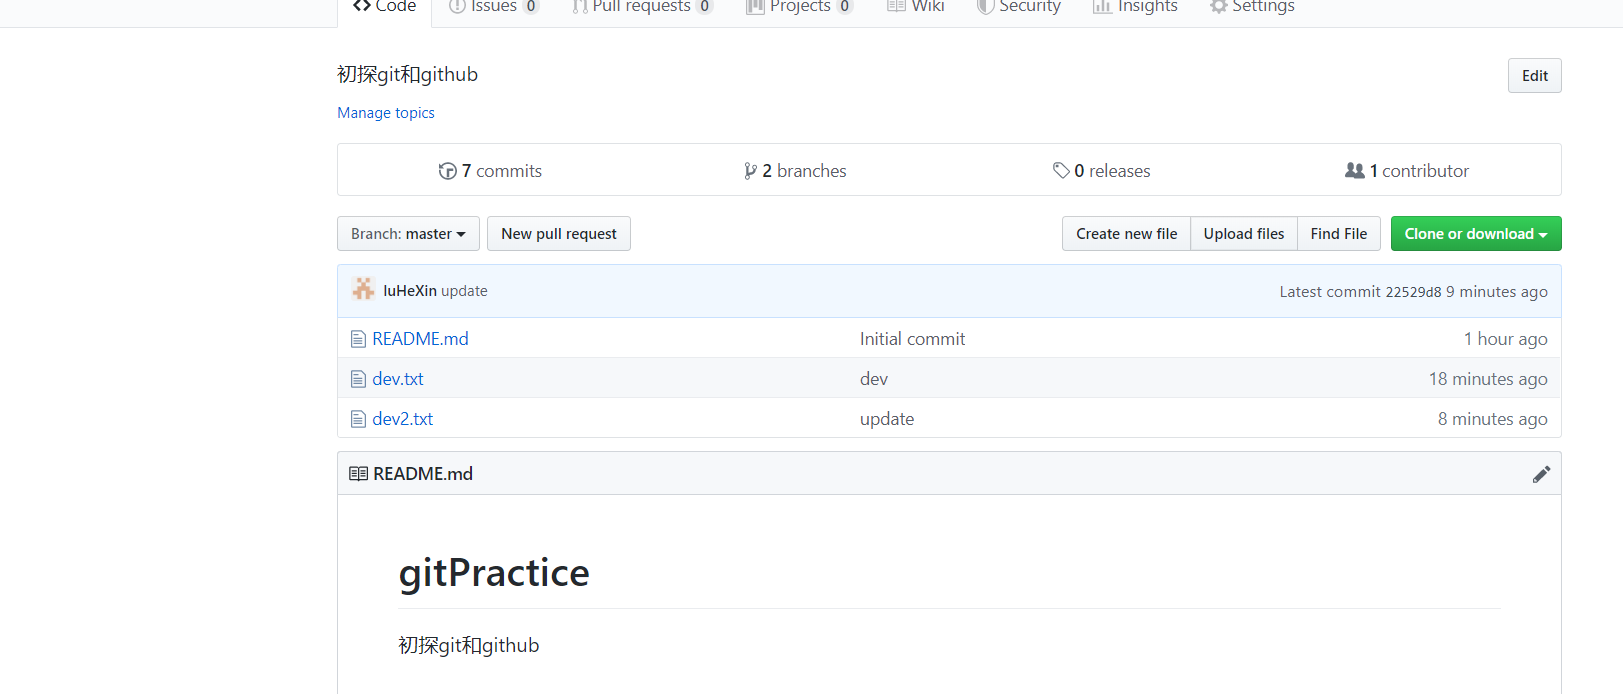 Code Issues 0 Pull requests 0 Projects 0 Wiki Security Insights Settings
初探git和github
Edit
Manage topics
7 commits 2 branches 0 releases 1 contributor
Branch: master New pull request Create new file Upload files Find File Clone or download
luHeXin update Latest commit 22529d8 9 minutes ago
README.md Initial commit 1 hour ago
dev.txt dev 18 minutes ago
dev2.txt update 8 minutes ago
README.md
gitPractice
初探git和github